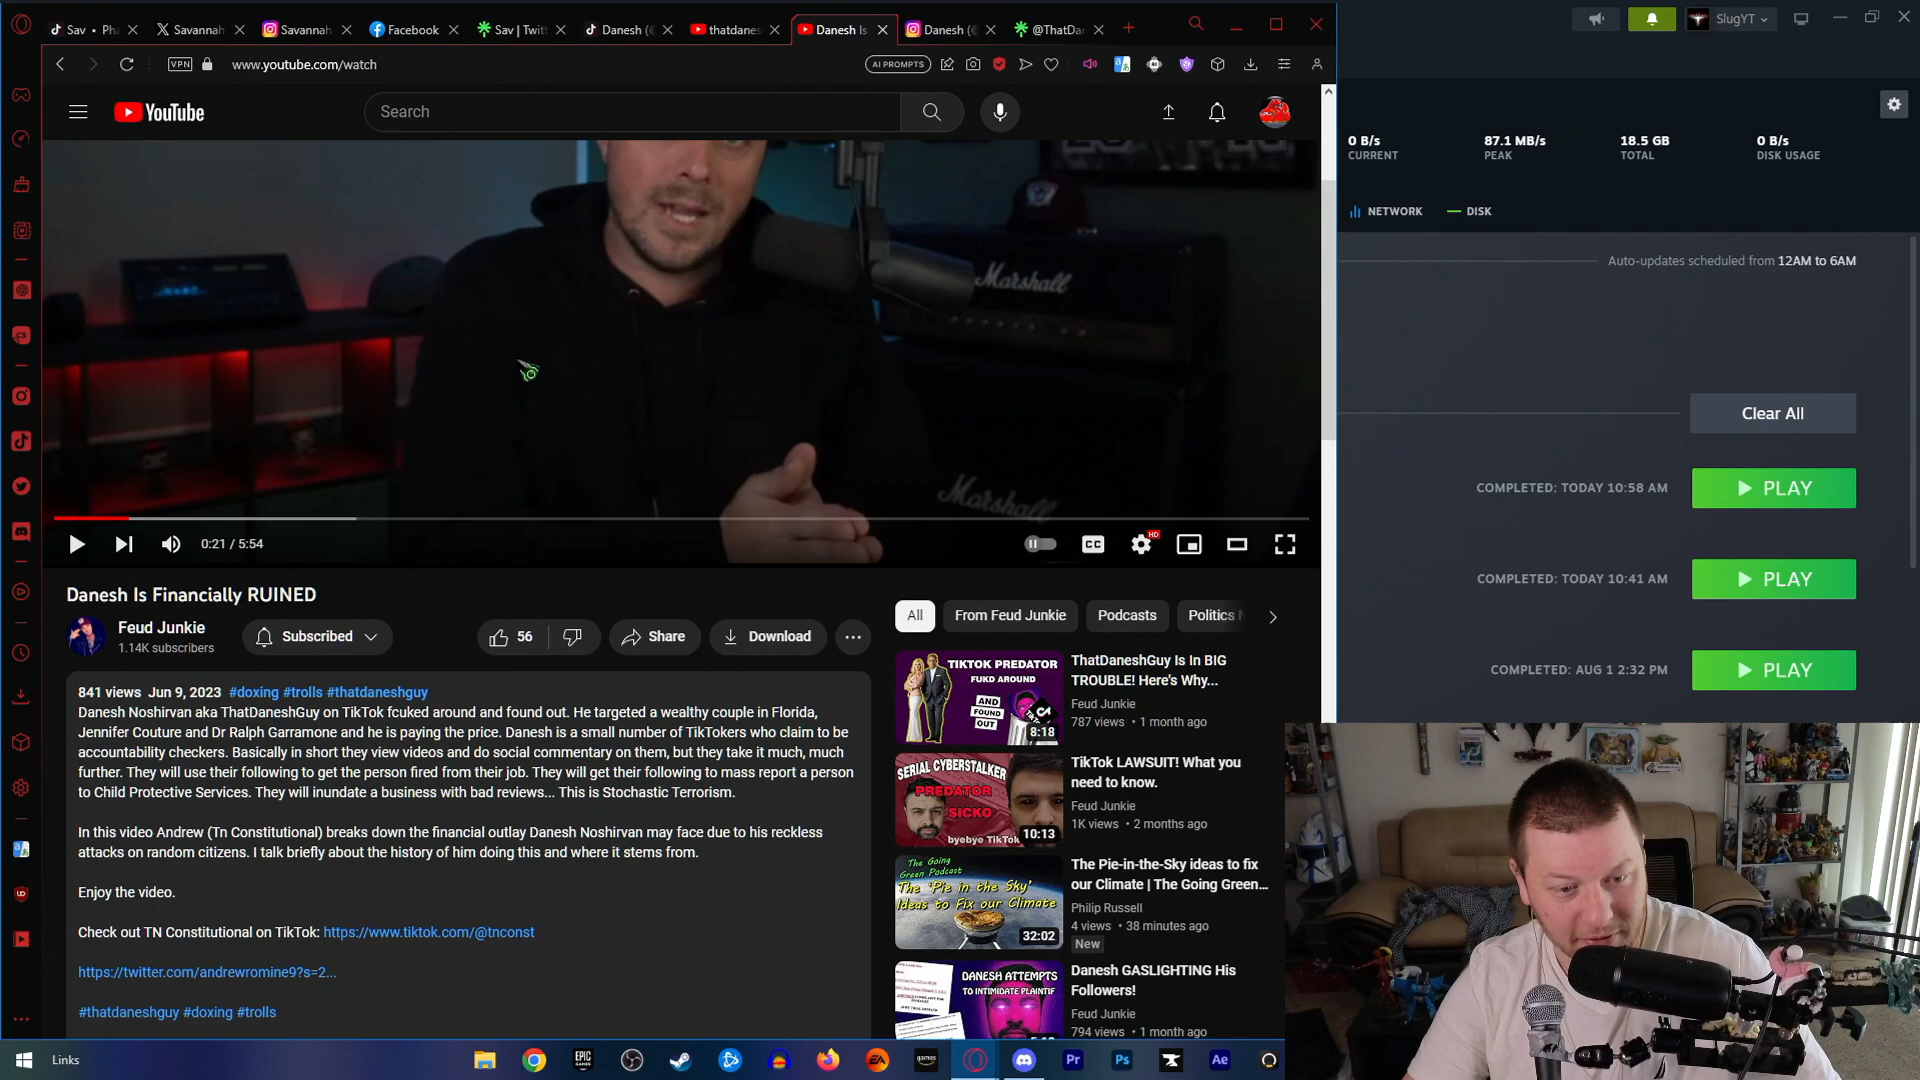 Sav • Pha
Savannah
Savannah
Facebook
Sav | Twitt
Danesh (@
thatdanes
Danesh Is
Danesh (@
@ThatDar
VPN
www.youtube.com/watch
AI PROMPTS
YouTube
Search
Marshall
Marshall
0:21 / 5:54
CC
HD
Danesh Is Financially RUINED
Feud Junkie
1.14K subscribers
Subscribed
56
Share
Download
841 views Jun 9, 2023 #doxing #trolls #thatdaneshguy
Danesh Noshirvan aka ThatDaneshGuy on TikTok fcuked around and found out. He targeted a wealthy couple in Florida,
Jennifer Couture and Dr Ralph Garramone and he is paying the price. Danesh is a small number of TikTokers who claim to be
accountability checkers. Basically in short they view videos and do social commentary on them, but they take it much, much
further. They will use their following to get the person fired from their job. They will get their following to mass report a person
to Child Protective Services. They will inundate a business with bad reviews... This is Stochastic Terrorism.
In this video Andrew (Tn Constitutional) breaks down the financial outlay Danesh Noshirvan may face due to his reckless
attacks on random citizens. I talk briefly about the history of him doing this and where it stems from.
Enjoy the video.
Check out TN Constitutional on TikTok: https://www.tiktok.com/@tnconst
https://twitter.com/andrewromine9?s=2...
#thatdaneshguy #doxing #trolls
All
From Feud Junkie
Podcasts
Politics N
TIKTOK PREDATOR
FUKD AROUND
AND
FOUND
OUT
8:18
ThatDaneshGuy Is In BIG
TROUBLE! Here's Why...
Feud Junkie
787 views • 1 month ago
SERIAL CYBERSTALKER
PREDATOR
SICKO
byebye TikTok
10:13
TikTok LAWSUIT! What you
need to know.
Feud Junkie
1K views • 2 months ago
The Going
Green Podcast
The 'Pie in the Sky'
Ideas to Fix our Climate
32:02
The Pie-in-the-Sky ideas to fix
our Climate | The Going Green...
Philip Russell
4 views • 38 minutes ago
New
DANESH ATTEMPTS
TO INTIMIDATE PLAINTIF
Danesh GASLIGHTING His
Followers!
Feud Junkie
794 views • 1 month ago
SlugYT
0 B/s
CURRENT
87.1 MB/s
PEAK
18.5 GB
TOTAL
0 B/s
DISK USAGE
NETWORK
DISK
Auto-updates scheduled from 12AM to 6AM
Clear All
COMPLETED: TODAY 10:58 AM
PLAY
COMPLETED: TODAY 10:41 AM
PLAY
COMPLETED: AUG 1 2:32 PM
PLAY
Links
EPIC
GAMES
EA
games
Pr
Ps
Ae